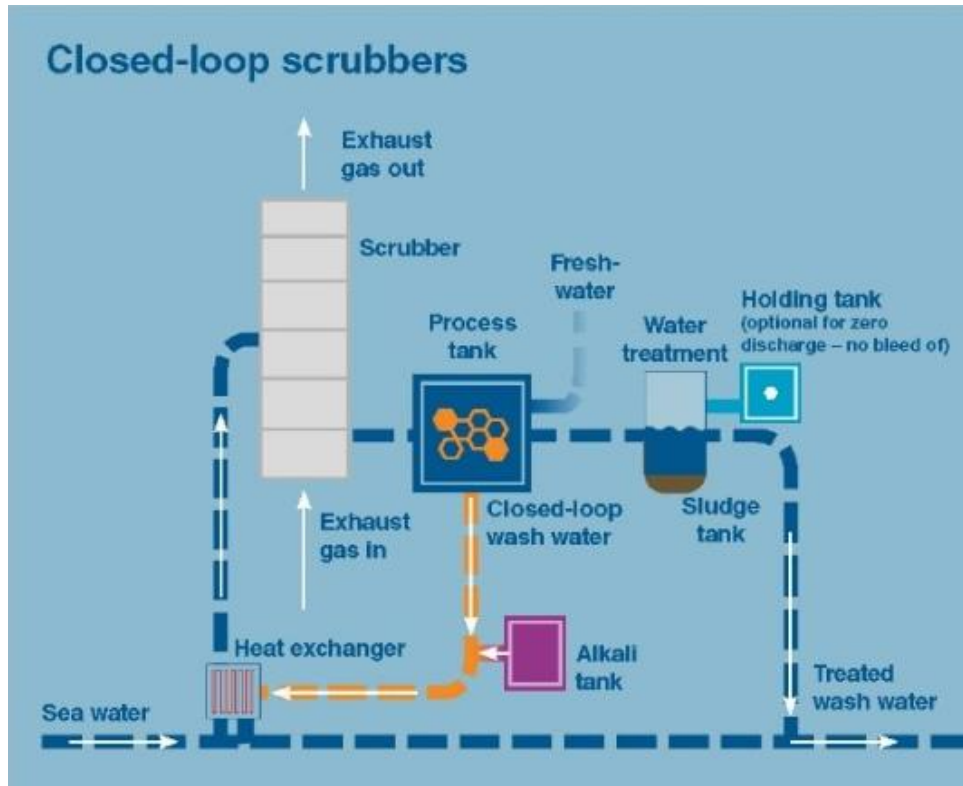 Closed-loop scrubbers
Exhaust
gas out
Scrubber
Fresh-
water
Process
tank
Water
treatment
Holding tank
(optional for zero
discharge – no bleed of)
Exhaust
gas in
Closed-loop
wash water
Sludge
tank
Heat exchanger
Alkali
tank
Sea water
Treated
wash water